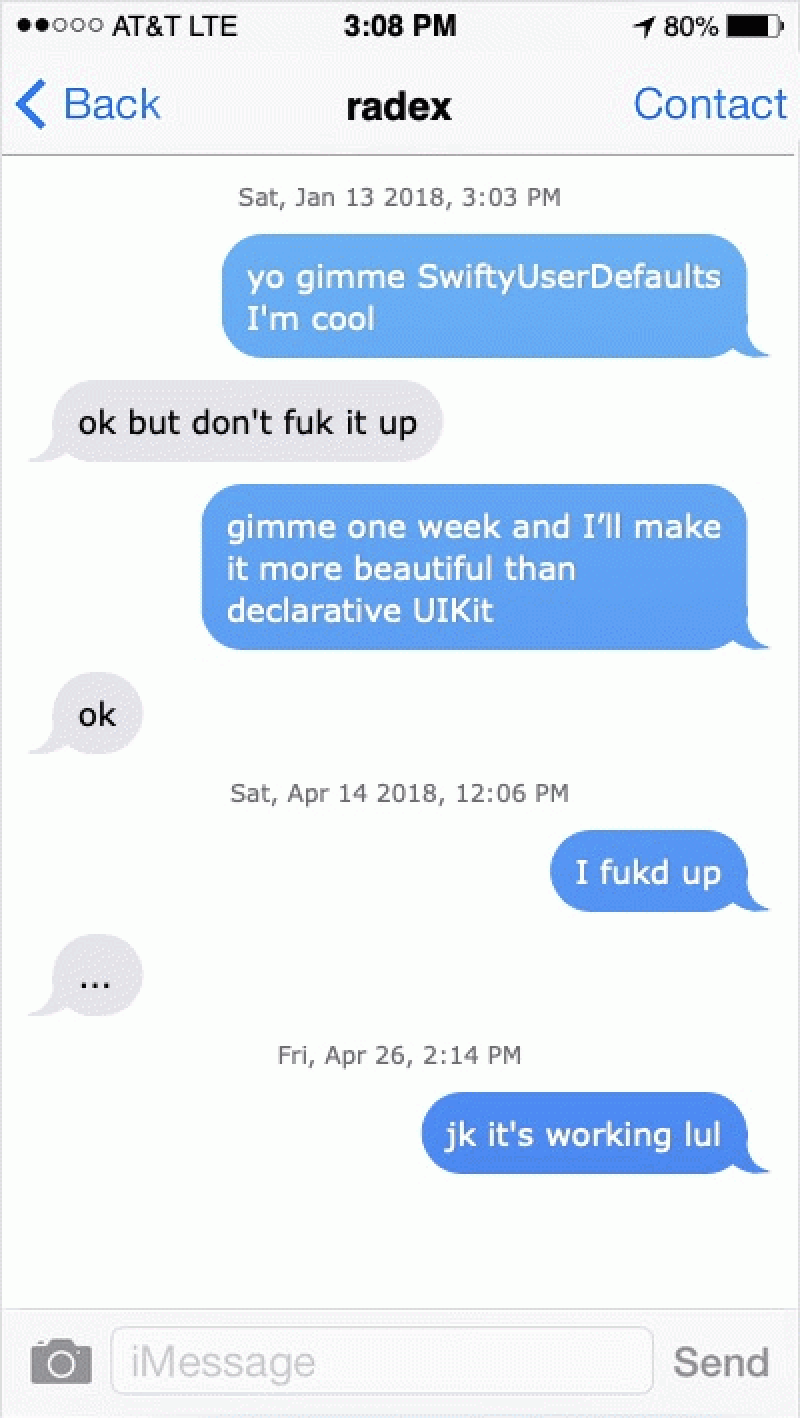 AT&T LTE 3:08 PM 80%
Back radex Contact
Sat, Jan 13 2018, 3:03 PM
yo gimme SwiftyUserDefaults
I'm cool
ok but don't fuk it up
gimme one week and I’ll make
it more beautiful than
declarative UIKit
ok
Sat, Apr 14 2018, 12:06 PM
I fukd up
...
Fri, Apr 26, 2:14 PM
jk it's working lul
iMessage Send